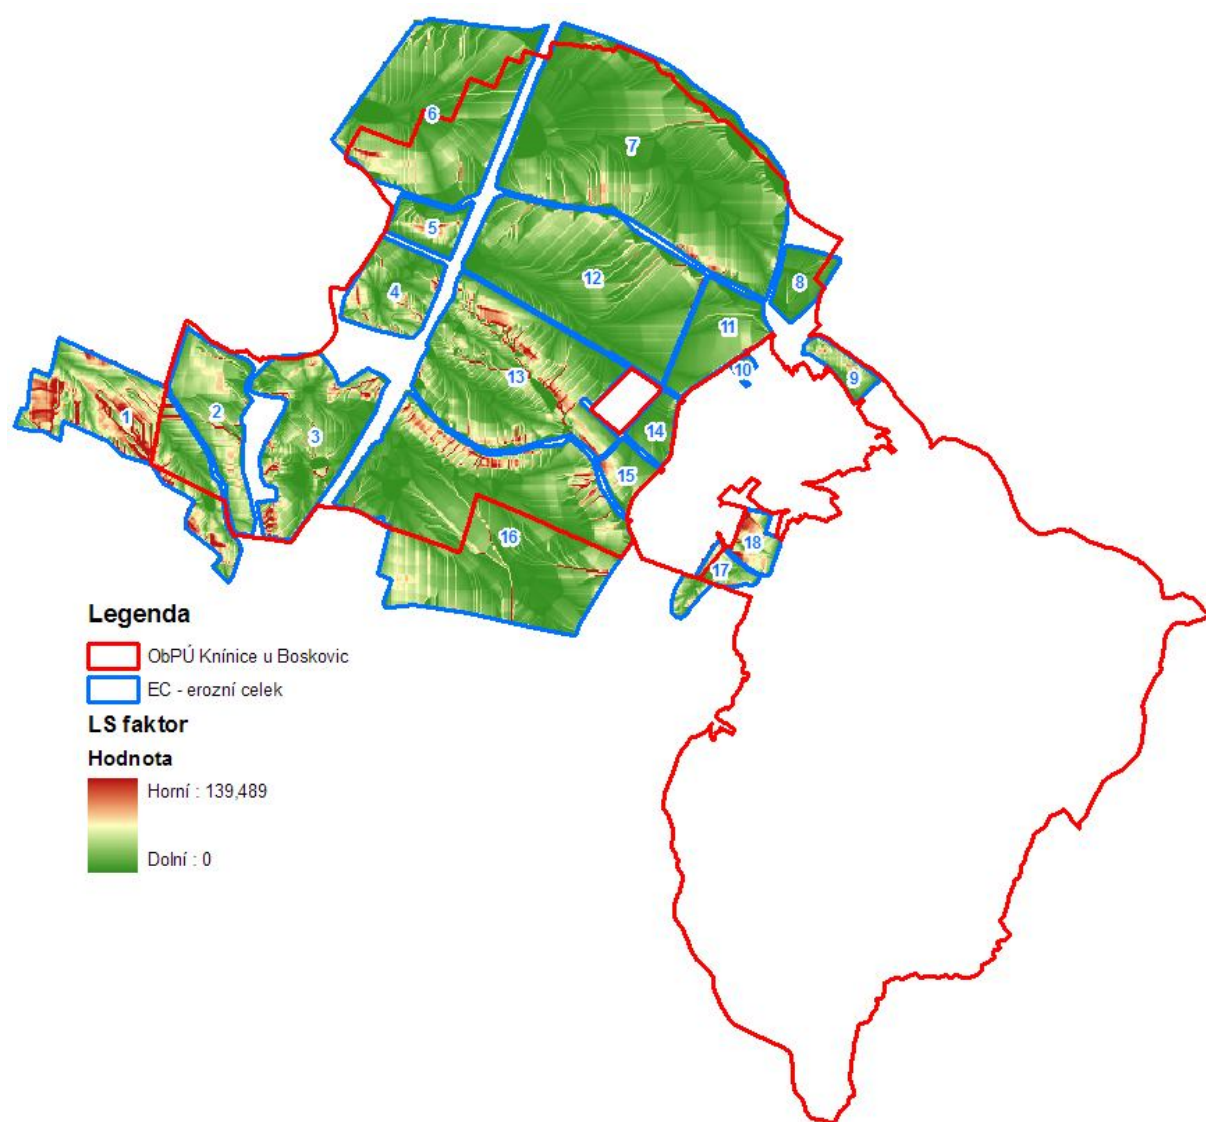 6
7
5
12
8
4
11
10
13
9
1
2
3
14
15
16
18
17
Legenda
ObPÚ Knínice u Boskovic
EC - erozní celek
LS faktor
Hodnota
Horní : 139,489
Dolní : 0